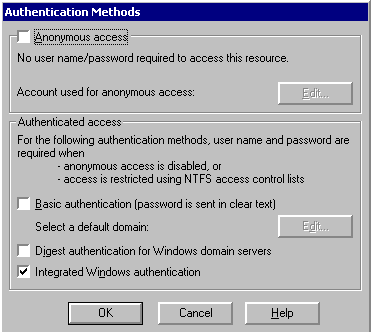 Authentication Methods
Anonymous access
No user name/password required to access this resource.
Account used for anonymous access:
Edit...
Authenticated access
For the following authentication methods, user name and password are
required when
- anonymous access is disabled, or
- access is restricted using NTFS access control lists
Basic authentication (password is sent in clear text)
Select a default domain:
Edit...
Digest authentication for Windows domain servers
Integrated Windows authentication
OK
Cancel
Help